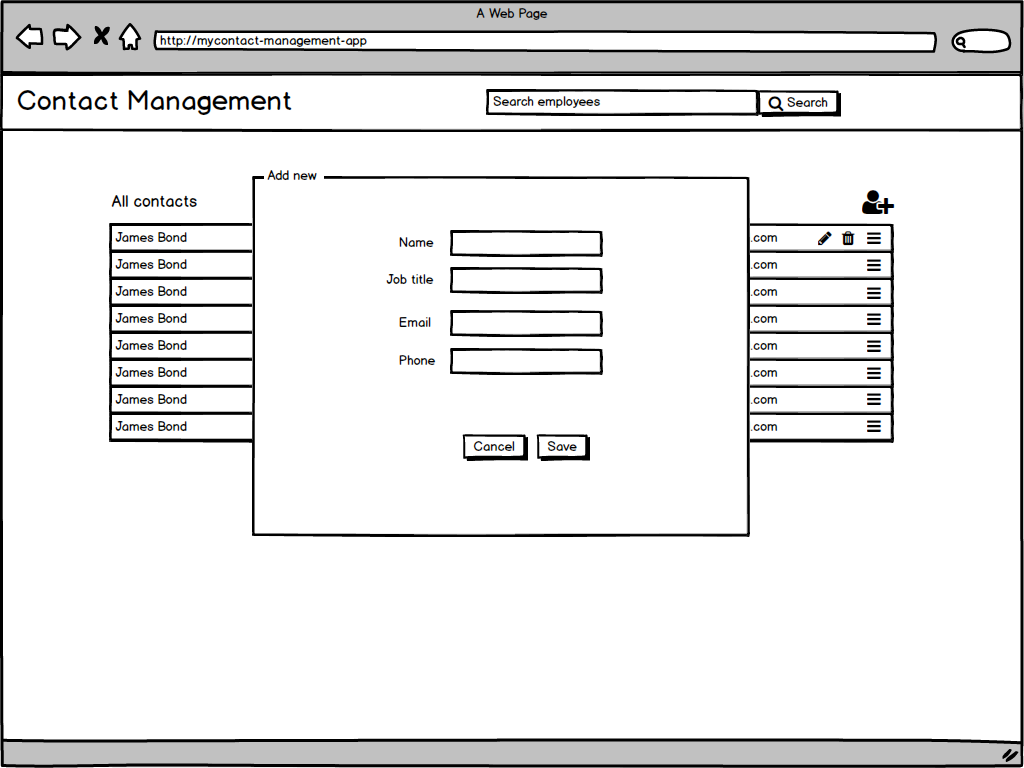 A Web Page
http://mycontact-management-app
Contact Management
Search employees
Search
Add new
All contacts
Name
James Bond
.com
James Bond
.com
Job title
James Bond
.com
James Bond
.com
Email
James Bond
.com
Phone
James Bond
.com
James Bond
.com
James Bond
.com
Cancel
Save